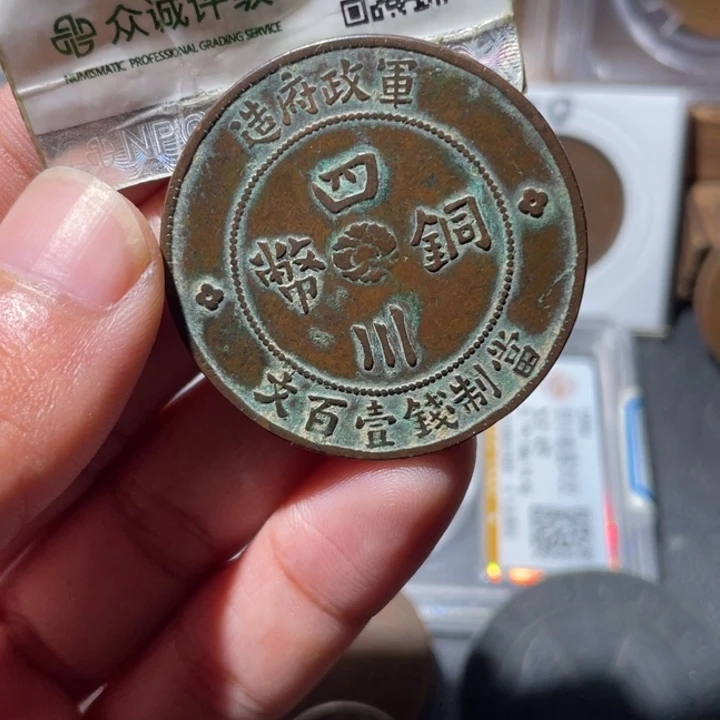 众诚评级
NUMISMATIC PROFESSIONAL GRADING SERVICE
NPG
軍政府造
四川
銅幣
當制錢壹百文